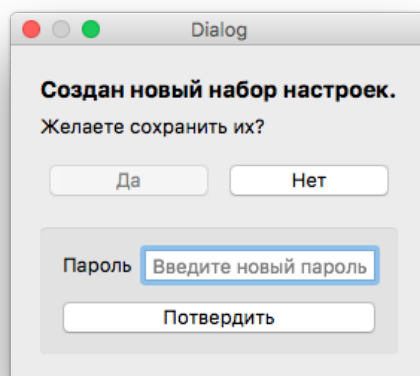 Dialog
Создан новый набор настроек.
Желаете сохранить их?
Да Нет
Пароль Введите новый пароль
Потвердить